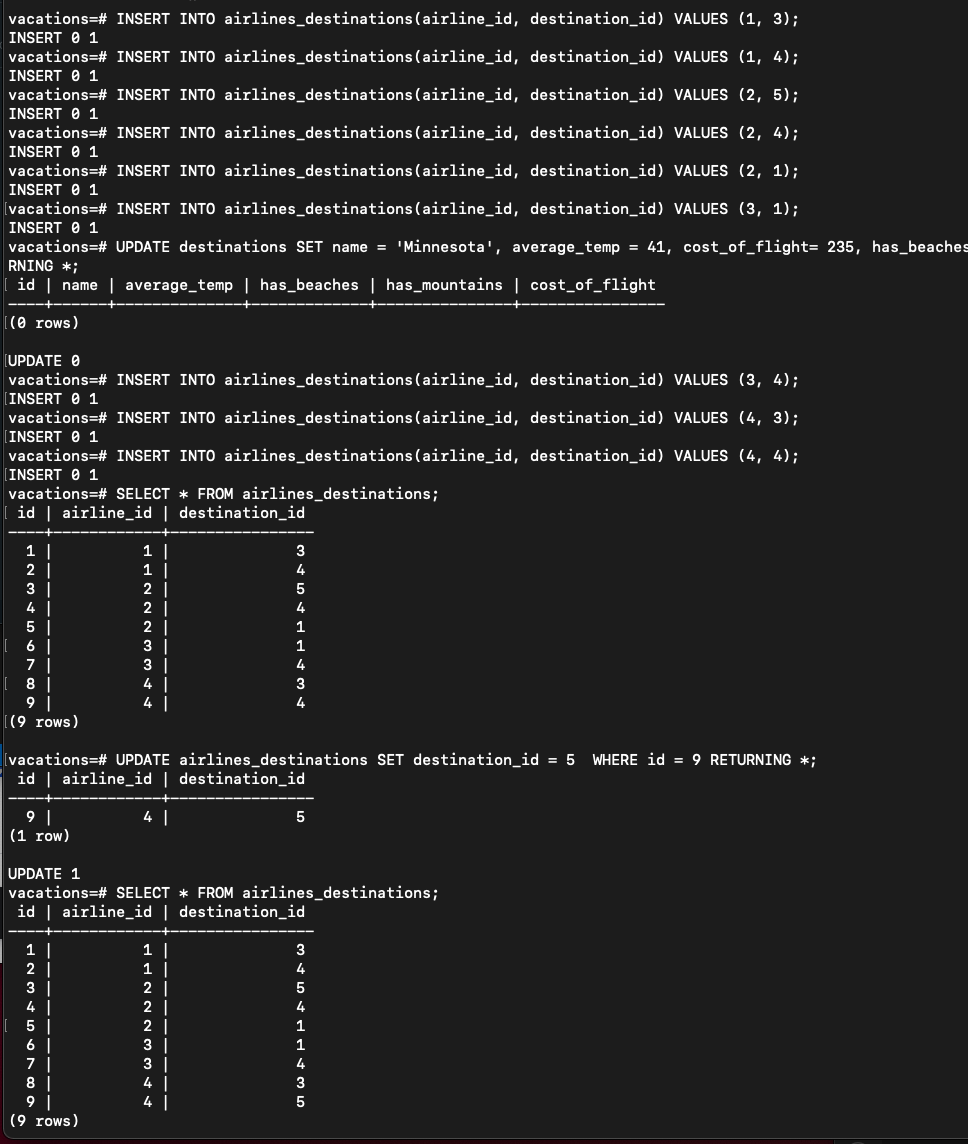 vacations=# INSERT INTO airlines_destinations(airline_id, destination_id) VALUES (1, 3);
INSERT 0 1
vacations=# INSERT INTO airlines_destinations(airline_id, destination_id) VALUES (1, 4);
INSERT 0 1
vacations=# INSERT INTO airlines_destinations(airline_id, destination_id) VALUES (2, 5);
INSERT 0 1
vacations=# INSERT INTO airlines_destinations(airline_id, destination_id) VALUES (2, 4);
INSERT 0 1
vacations=# INSERT INTO airlines_destinations(airline_id, destination_id) VALUES (2, 1);
INSERT 0 1
[vacations=# INSERT INTO airlines_destinations(airline_id, destination_id) VALUES (3, 1);
INSERT 0 1
vacations=# UPDATE destinations SET name = 'Minnesota', average_temp = 41, cost_of_flight= 235, has_beaches
RNING *;
[ id | name | average_temp | has_beaches | has_mountains | cost_of_flight
----+------+--------------+-------------+---------------+----------------
[(0 rows)
[UPDATE 0
vacations=# INSERT INTO airlines_destinations(airline_id, destination_id) VALUES (3, 4);
[INSERT 0 1
vacations=# INSERT INTO airlines_destinations(airline_id, destination_id) VALUES (4, 3);
[INSERT 0 1
vacations=# INSERT INTO airlines_destinations(airline_id, destination_id) VALUES (4, 4);
[INSERT 0 1
vacations=# SELECT * FROM airlines_destinations;
[ id | airline_id | destination_id
----+------------+----------------
1 | 1 | 3
2 | 1 | 4
3 | 2 | 5
4 | 2 | 4
5 | 2 | 1
[ 6 | 3 | 1
7 | 3 | 4
[ 8 | 4 | 3
9 | 4 | 4
[(9 rows)
[vacations=# UPDATE airlines_destinations SET destination_id = 5  WHERE id = 9 RETURNING *;
id | airline_id | destination_id
----+------------+----------------
9 | 4 | 5
(1 row)
UPDATE 1
vacations=# SELECT * FROM airlines_destinations;
id | airline_id | destination_id
----+------------+----------------
1 | 1 | 3
2 | 1 | 4
3 | 2 | 5
4 | 2 | 4
[ 5 | 2 | 1
6 | 3 | 1
7 | 3 | 4
8 | 4 | 3
9 | 4 | 5
(9 rows)